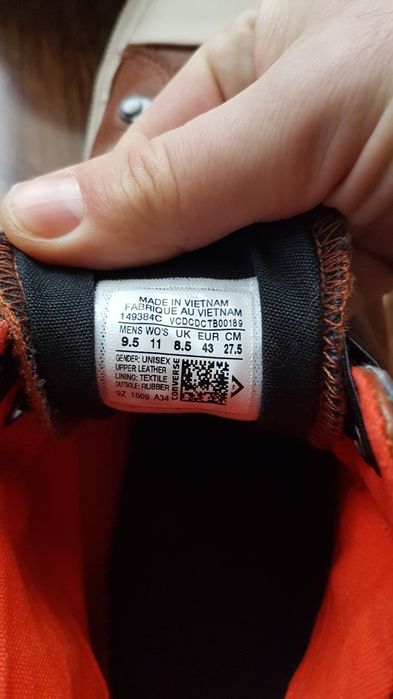 MADE IN VIETNAM
FABRIQUE AU VIETNAM
149384C VCDCDCTB00189
MENS WO'S UK EUR CM
9.5 11 8.5 43 27.5
GENDER: UNISEX
UPPER LEATHER
LINING: TEXTILE
OUTSOLE: RUBBER
9Z 1509 A34
CONVERSE